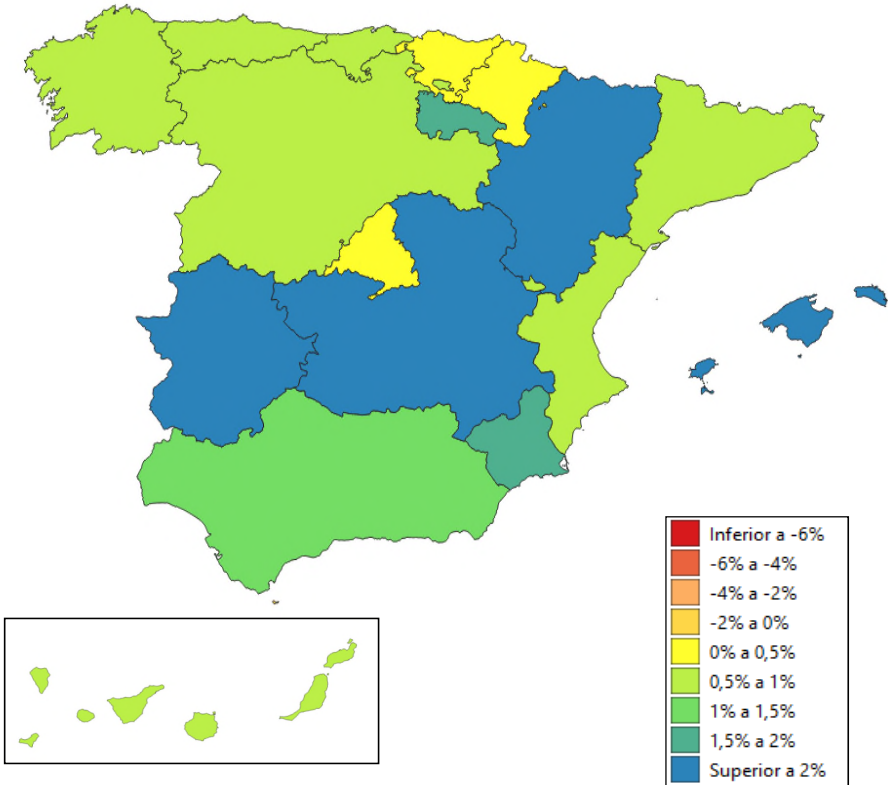 Inferior a -6%
-6% a -4%
-4% a -2%
-2% a 0%
0% a 0,5%
0,5% a 1%
1% a 1,5%
1,5% a 2%
Superior a 2%